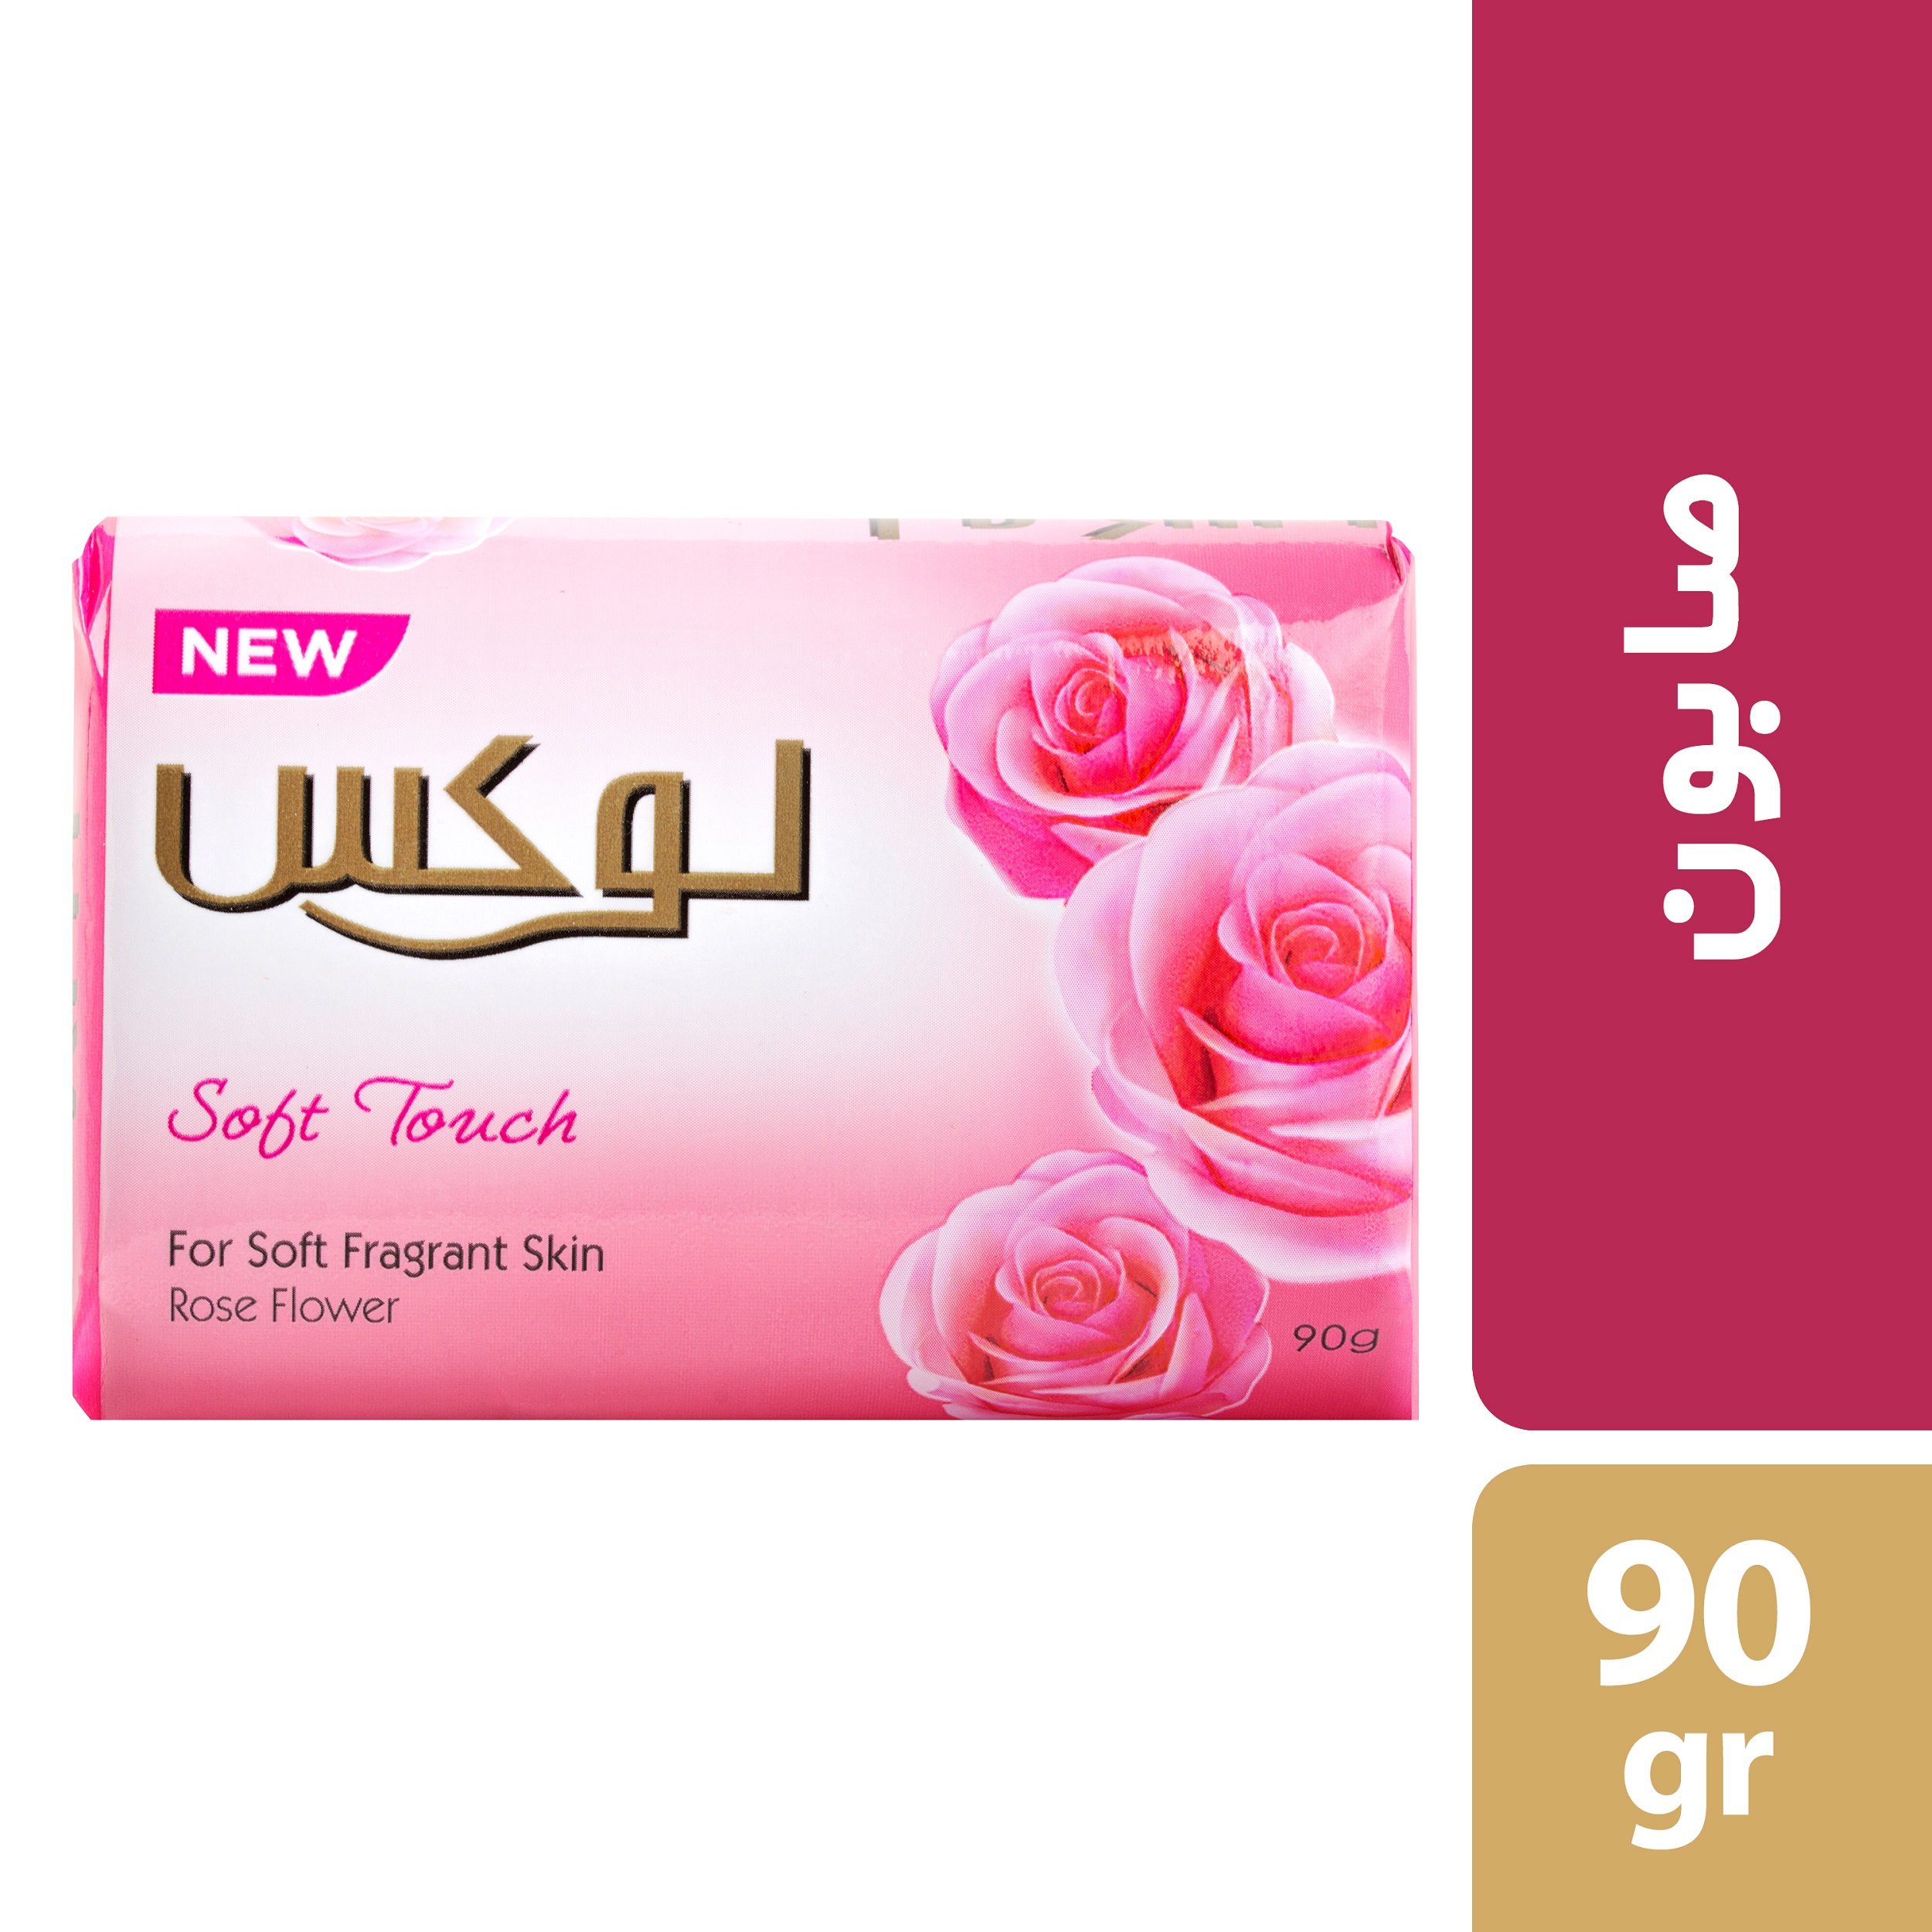 NEW
لوكس
Soft Touch
For Soft Fragrant Skin
Rose Flower
90g
صابون
90
gr